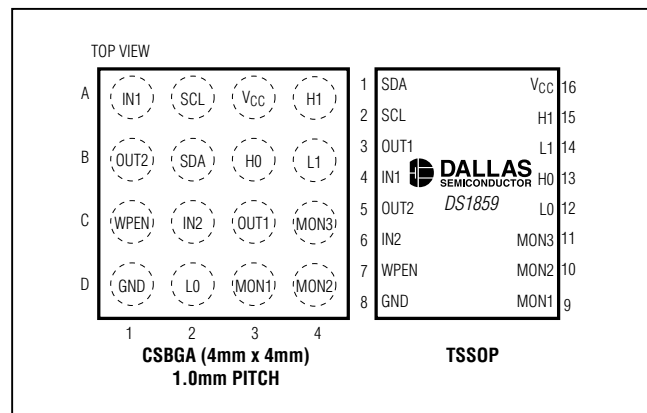 TOP VIEW
A IN1 SCL VCC H1
B OUT2 SDA H0 L1
C WPEN IN2 OUT1 MON3
D GND L0 MON1 MON2
1 2 3 4
CSBGA (4mm x 4mm)
1.0mm PITCH
1 SDA VCC 16
2 SCL H1 15
3 OUT1 L1 14
4 IN1 H0 13
5 OUT2 L0 12
6 IN2 MON3 11
7 WPEN MON2 10
8 GND MON1 9
DALLAS
SEMICONDUCTOR
DS1859
TSSOP